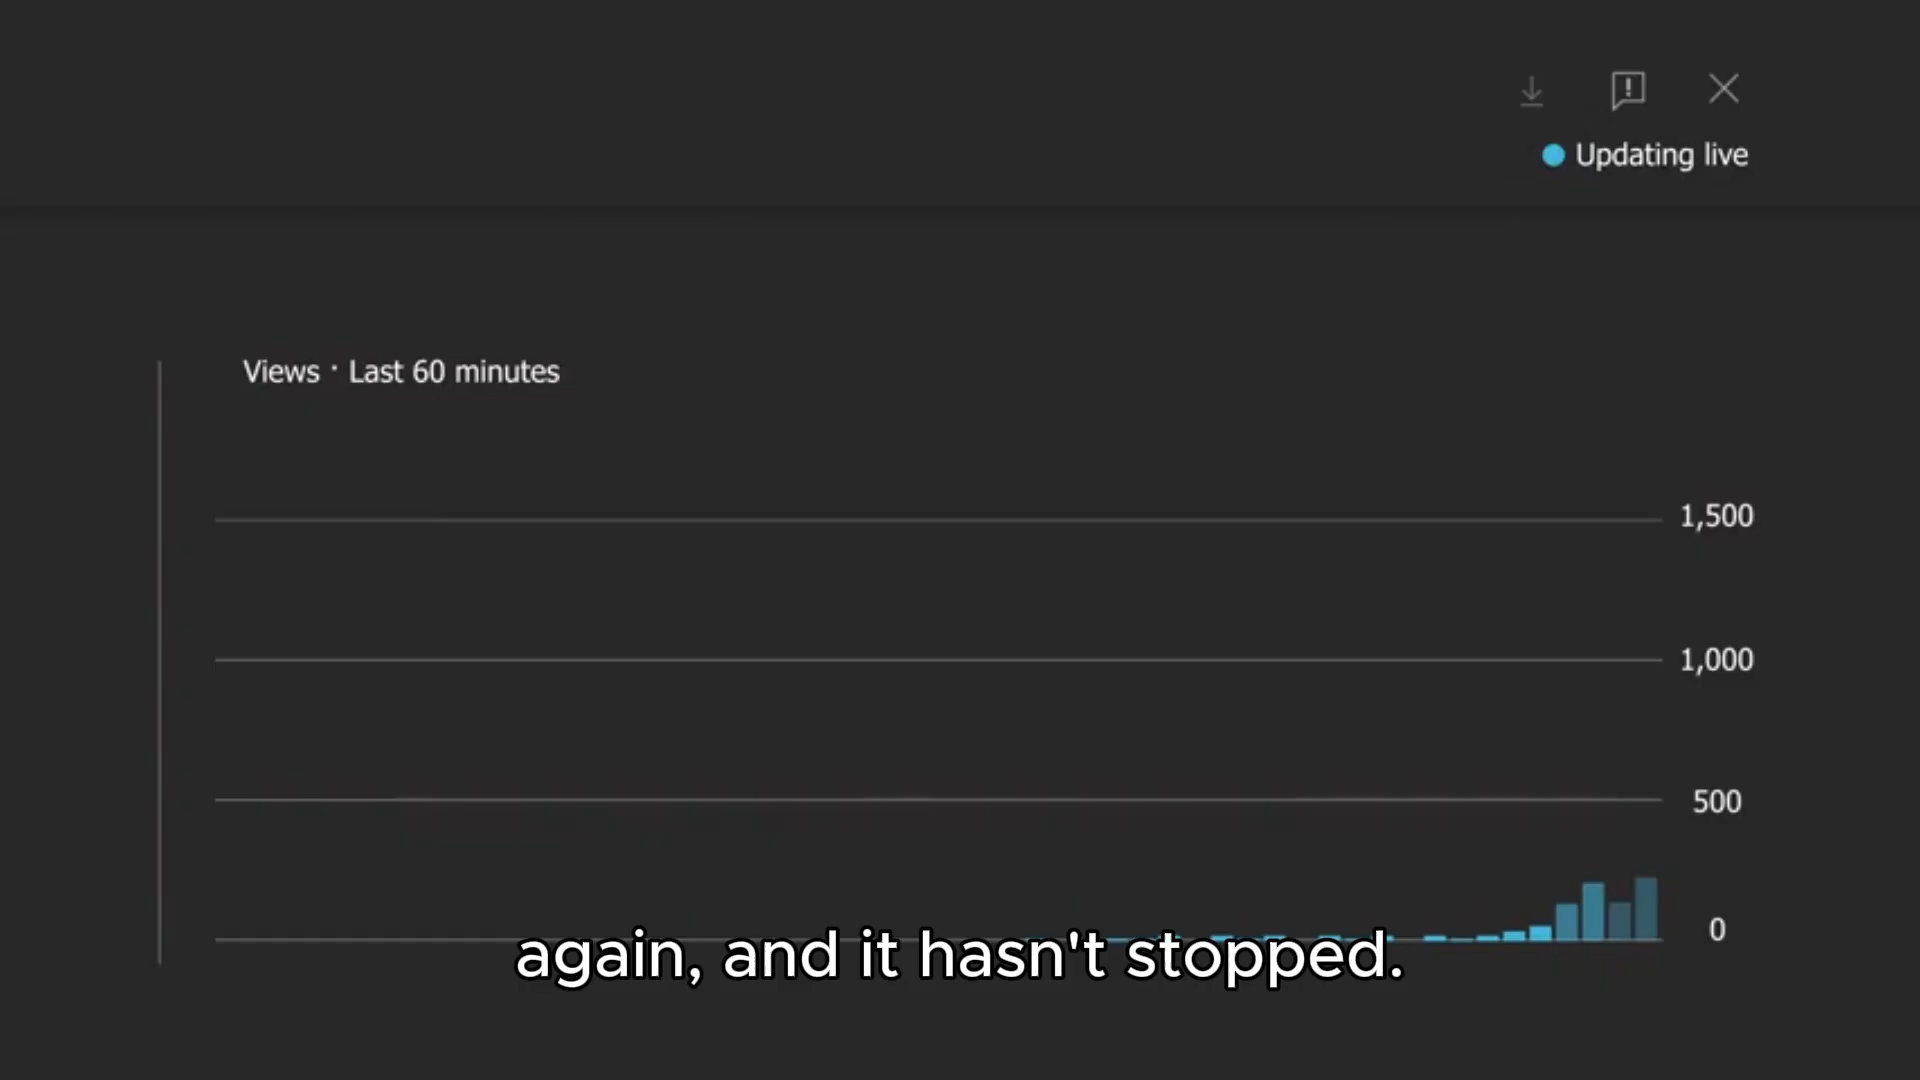 Updating live
Views · Last 60 minutes
1,500
1,000
500
0
again, and it hasn't stopped.